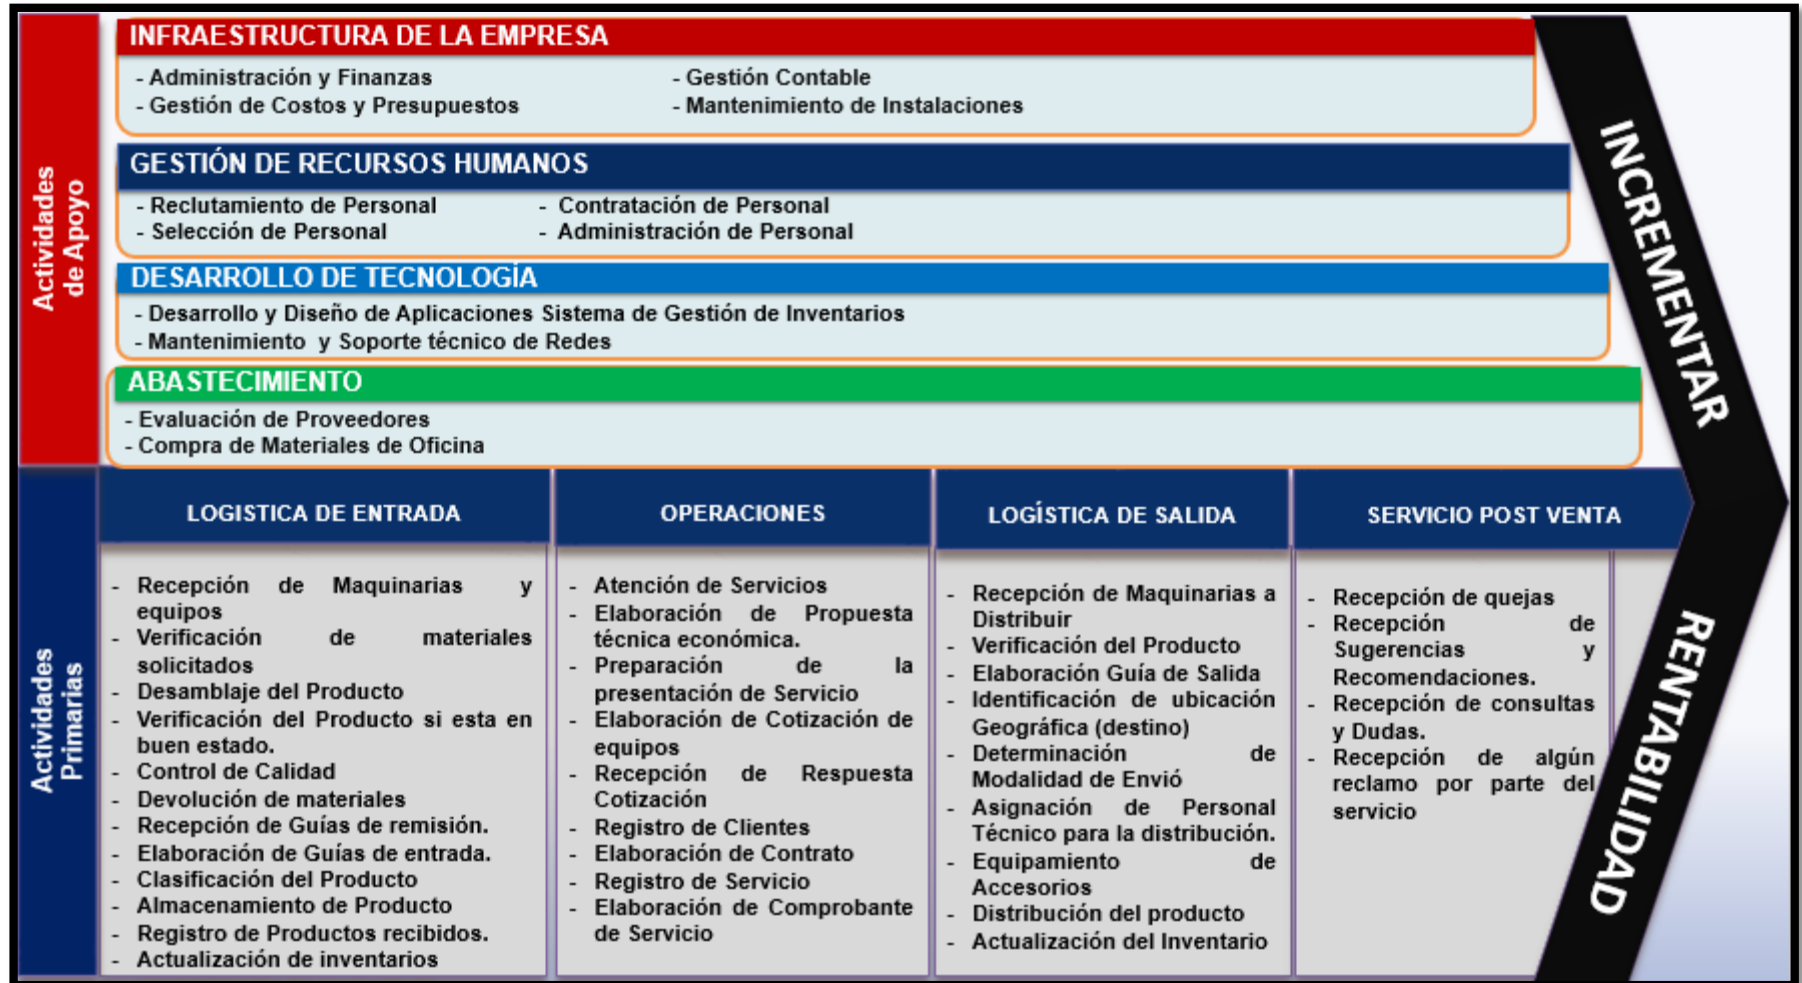 INFRAESTRUCTURA DE LA EMPRESA
- Administración y Finanzas
- Gestión de Costos y Presupuestos
- Gestión Contable
- Mantenimiento de Instalaciones
GESTIÓN DE RECURSOS HUMANOS
- Reclutamiento de Personal
- Selección de Personal
- Contratación de Personal
- Administración de Personal
DESARROLLO DE TECNOLOGÍA
- Desarrollo y Diseño de Aplicaciones Sistema de Gestión de Inventarios
- Mantenimiento y Soporte técnico de Redes
ABASTECIMIENTO
- Evaluación de Proveedores
- Compra de Materiales de Oficina
Actividades
de Apoyo
Actividades
Primarias
LOGISTICA DE ENTRADA
- Recepción de Maquinarias y
equipos
- Verificación de materiales
solicitados
- Desamblaje del Producto
- Verificación del Producto si esta en
buen estado.
- Control de Calidad
- Devolución de materiales
- Recepción de Guías de remisión.
- Elaboración de Guías de entrada.
- Clasificación del Producto
- Almacenamiento de Producto
- Registro de Productos recibidos.
- Actualización de inventarios
OPERACIONES
- Atención de Servicios
- Elaboración de Propuesta
técnica económica.
- Preparación de la
presentación de Servicio
- Elaboración de Cotización de
equipos
- Recepción de Respuesta
Cotización
- Registro de Clientes
- Elaboración de Contrato
- Registro de Servicio
- Elaboración de Comprobante
de Servicio
LOGÍSTICA DE SALIDA
- Recepción de Maquinarias a
Distribuir
- Verificación del Producto
- Elaboración Guía de Salida
- Identificación de ubicación
Geográfica (destino)
- Determinación de
Modalidad de Envió
- Asignación de Personal
Técnico para la distribución.
- Equipamiento de
Accesorios
- Distribución del producto
- Actualización del Inventario
SERVICIO POST VENTA
- Recepción de quejas
- Recepción de
Sugerencias y
Recomendaciones.
- Recepción de consultas
y Dudas.
- Recepción de algún
reclamo por parte del
servicio
INCREMENTAR
RENTABILIDAD